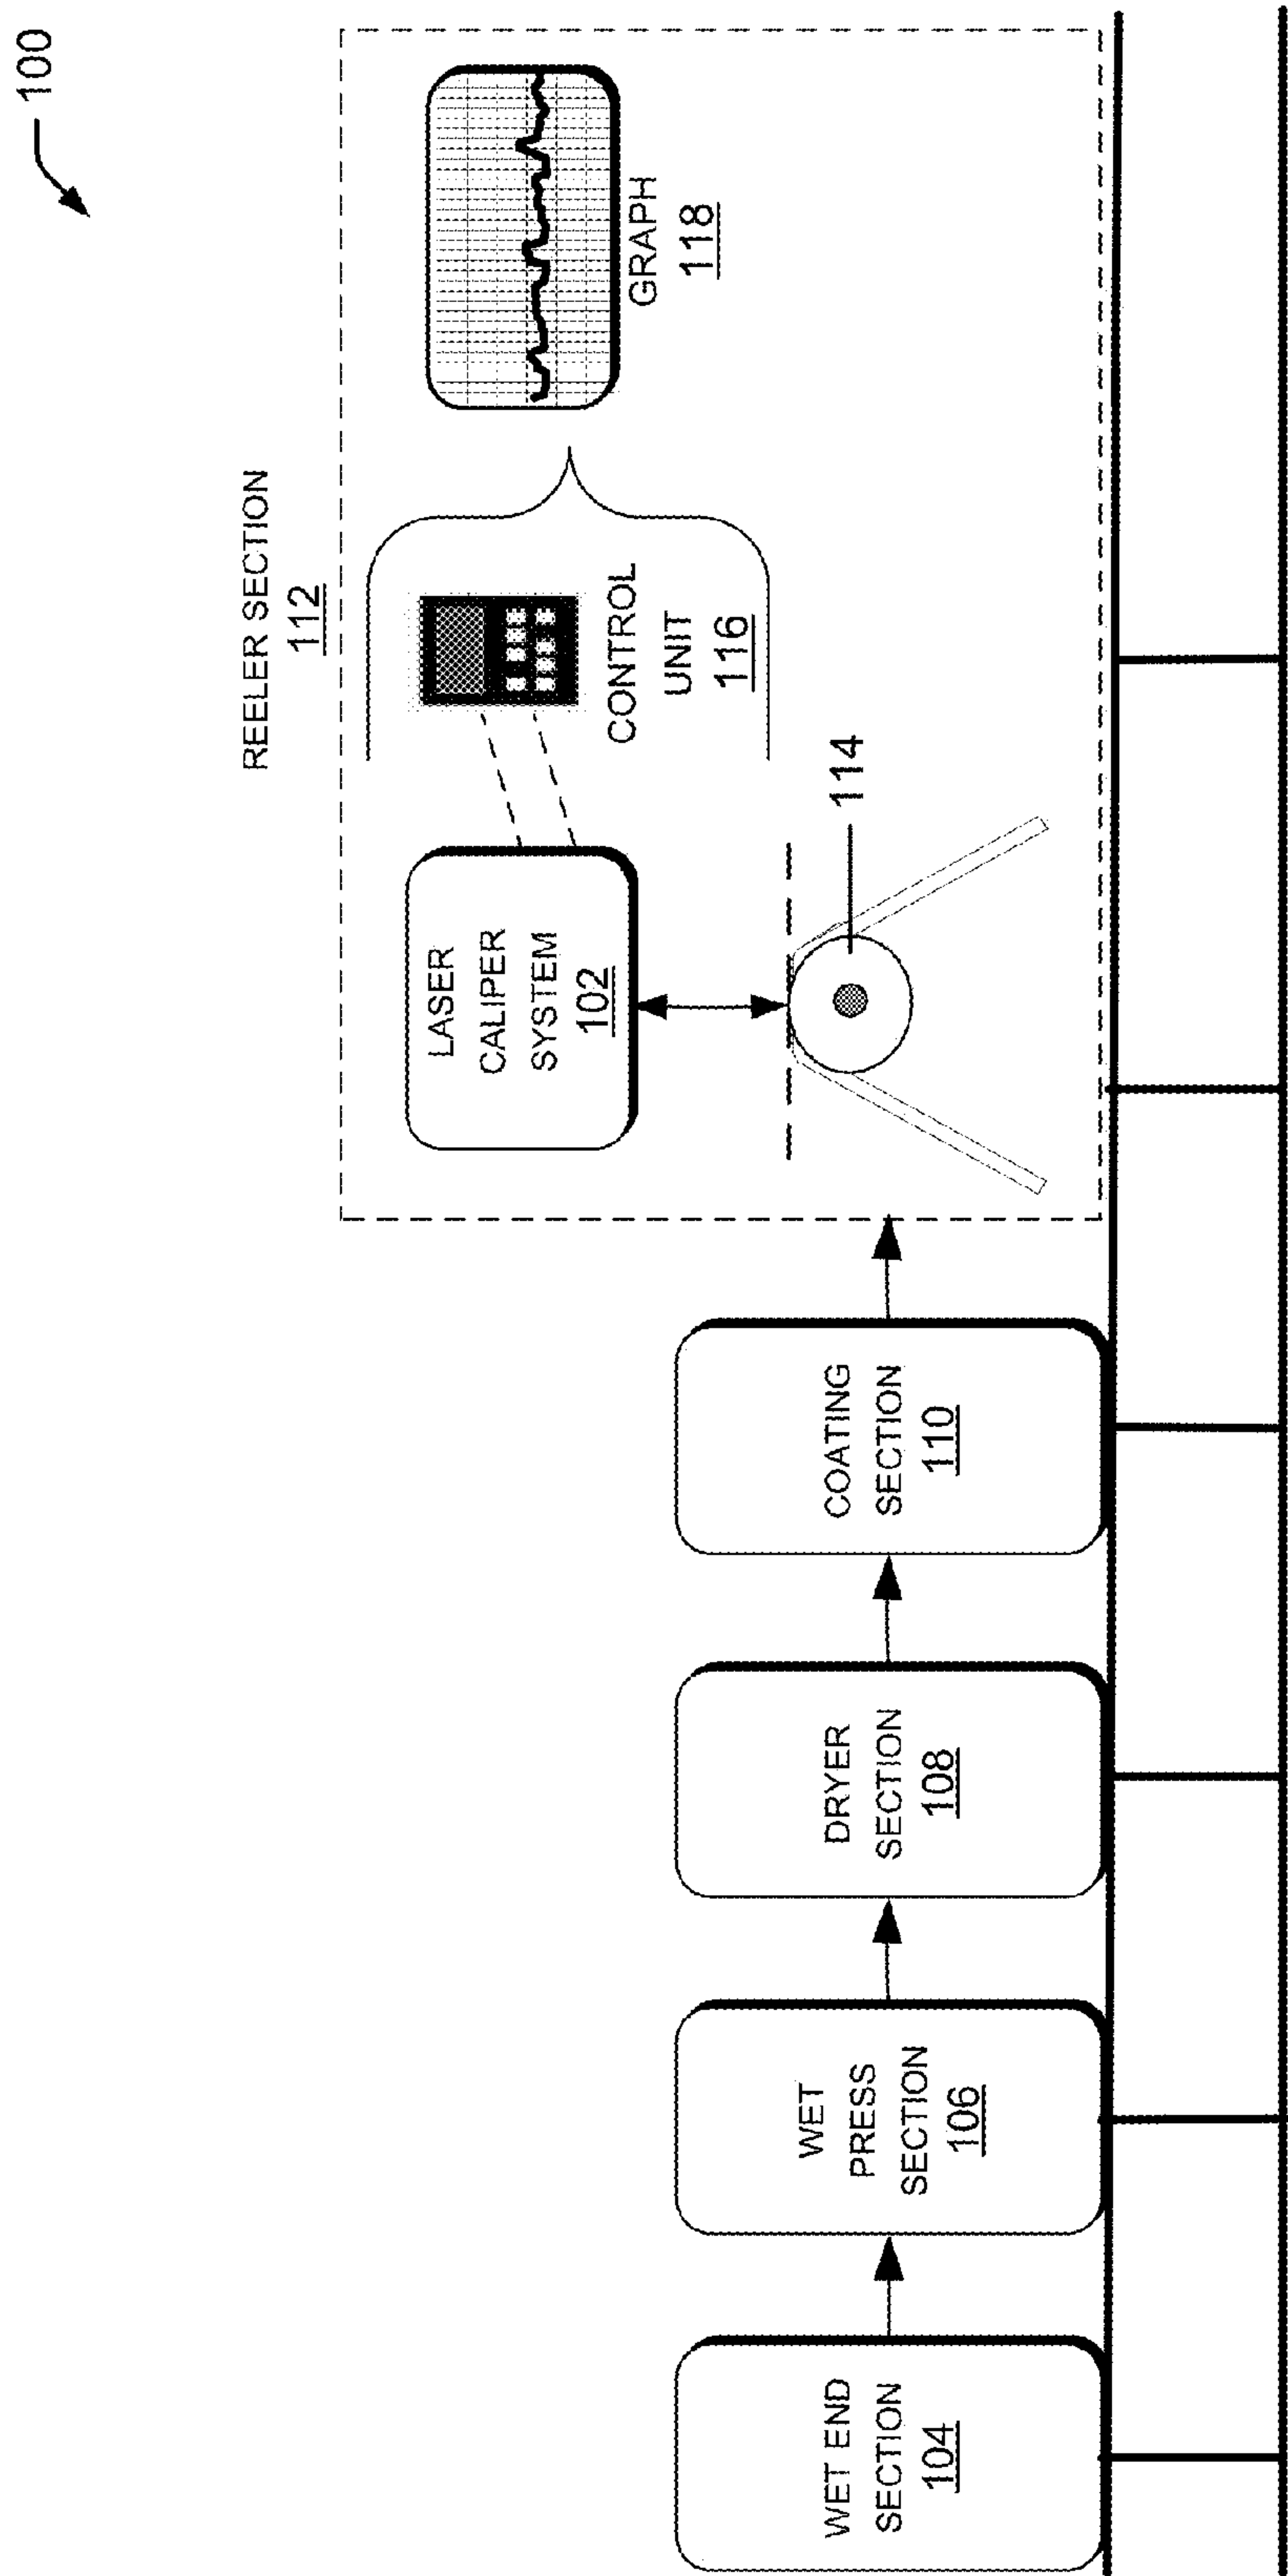 100
REELER SECTION
112
LASER
CALIPER
SYSTEM
102
CONTROL
UNIT
116
GRAPH
118
114
WET END
SECTION
104
WET
PRESS
SECTION
106
DRYER
SECTION
108
COATING
SECTION
110